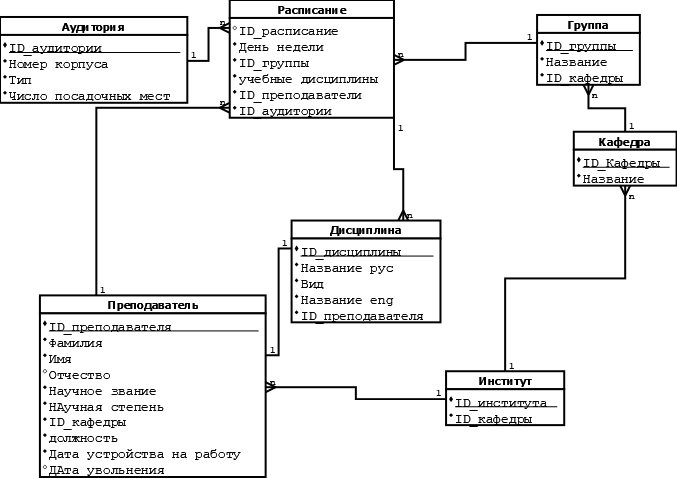 Аудитория
ID_аудитории
Номер корпуса
Тип
Число посадочных мест
1
n
Расписание
ID_расписание
День недели
ID_группы
учебные дисциплины
ID_преподаватели
ID_аудитории
n
n
1
1
Группа
ID_группы
Название
ID_кафедры
n
1
Кафедра
ID_Кафедры
Название
n
n
Дисциплина
ID_дисциплины
Название рус
Вид
Название eng
ID_преподавателя
1
1
1
Преподаватель
ID_преподавателя
Фамилия
Имя
Отчество
Научное звание
НАучная степень
ID_кафедры
должность
Дата устройства на работу
ДАта увольнения
n
1
1
Институт
ID_института
ID_кафедры